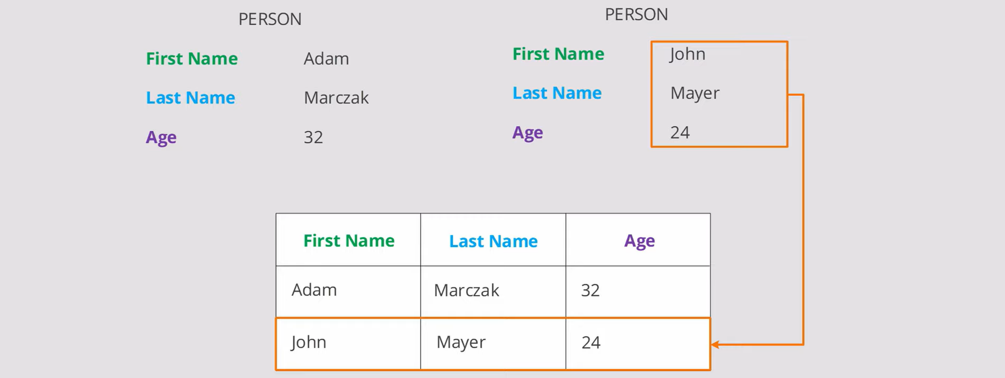 PERSON
First Name Adam
Last Name Marczak
Age 32
PERSON
First Name John
Last Name Mayer
Age 24
First Name Last Name Age
Adam Marczak 32
John Mayer 24